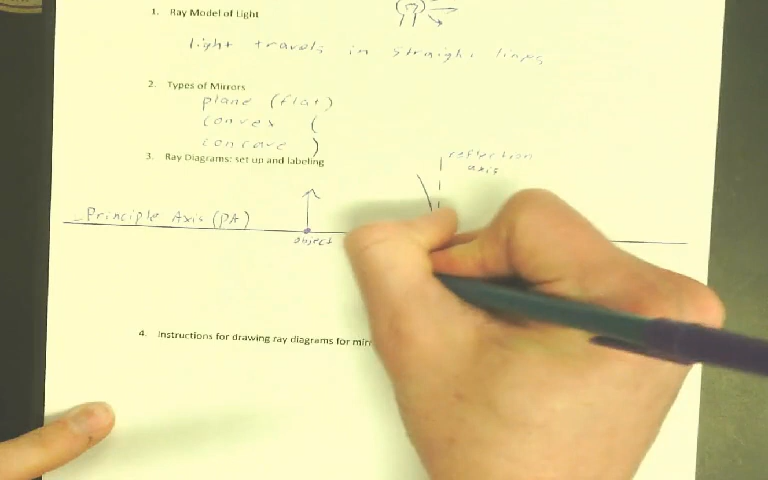 1. Ray Model of Light
light travels in straight lines
2. Types of Mirrors
plane (flat)
convex (
concave )
3. Ray Diagrams: set up and labeling
reflection
axis
Principle Axis (PA)
object
4. Instructions for drawing ray diagrams for